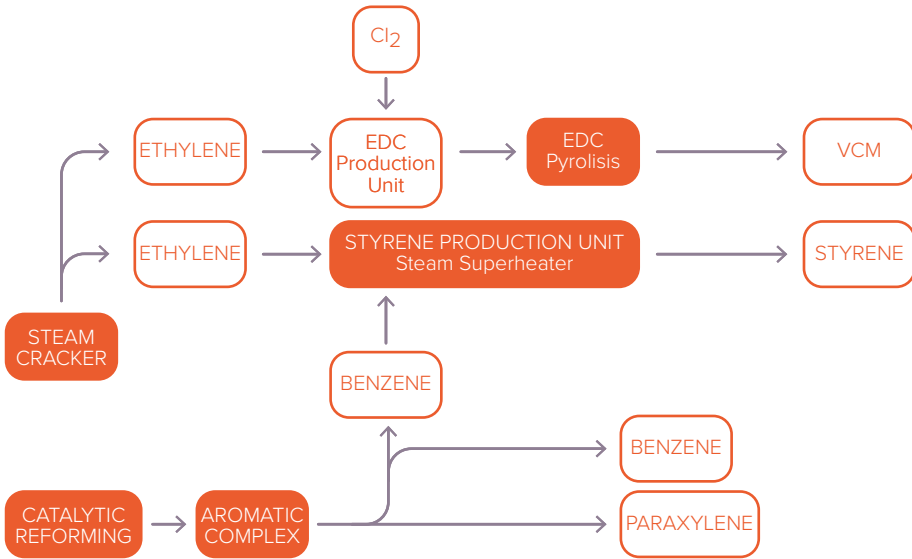 Cl2
ETHYLENE
EDC
Production
Unit
EDC
Pyrolisis
VCM
ETHYLENE
STYRENE PRODUCTION UNIT
Steam Superheater
STYRENE
STEAM
CRACKER
BENZENE
BENZENE
CATALYTIC
REFORMING
AROMATIC
COMPLEX
PARAXYLENE